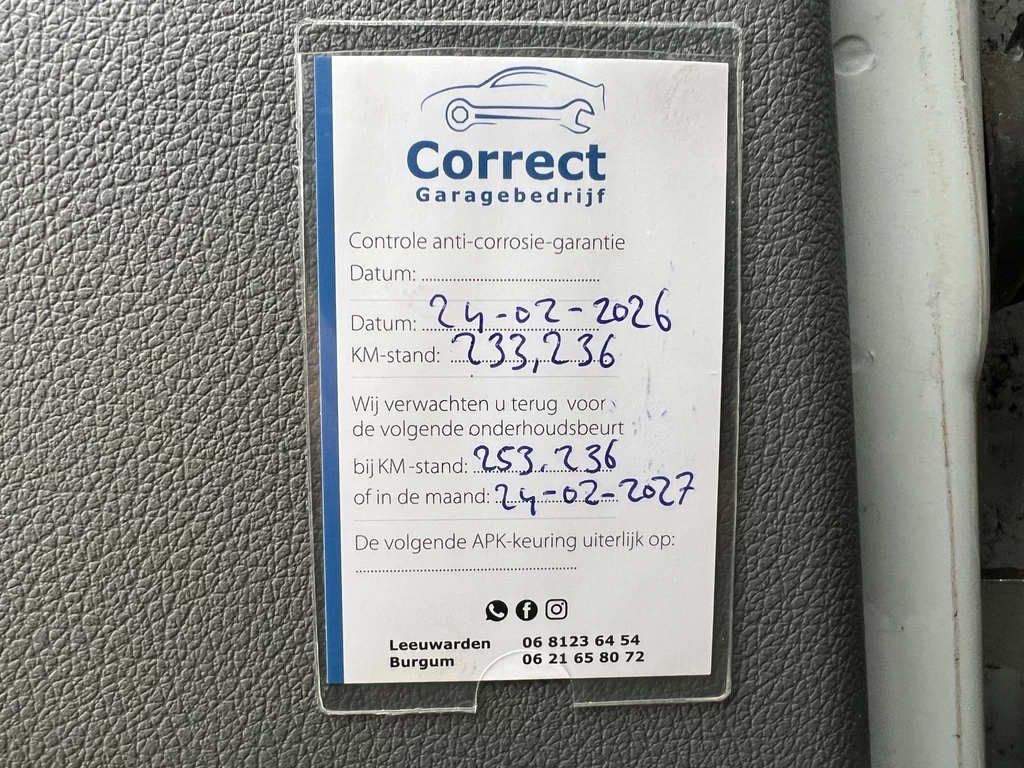 Correct
Garagebedrijf
Controle anti-corrosie-garantie
Datum: ........................................
Datum: 24-02-2026
KM-stand: 233,236
Wij verwachten u terug voor
de volgende onderhoudsbeurt
bij KM-stand: 253.236
of in de maand: 24-02-2027
De volgende APK-keuring uiterlijk op:
..................................................
Leeuwarden 06 8123 64 54
Burgum 06 21 65 80 72